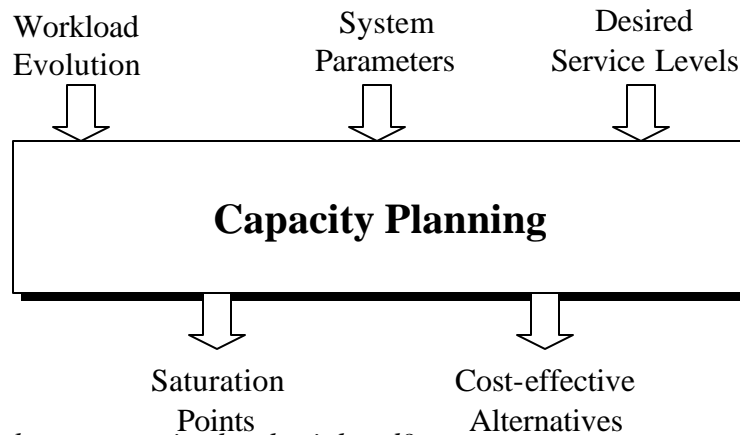 Workload
Evolution
System
Parameters
Desired
Service Levels
Capacity Planning
Saturation
Points
Cost-effective
Alternatives